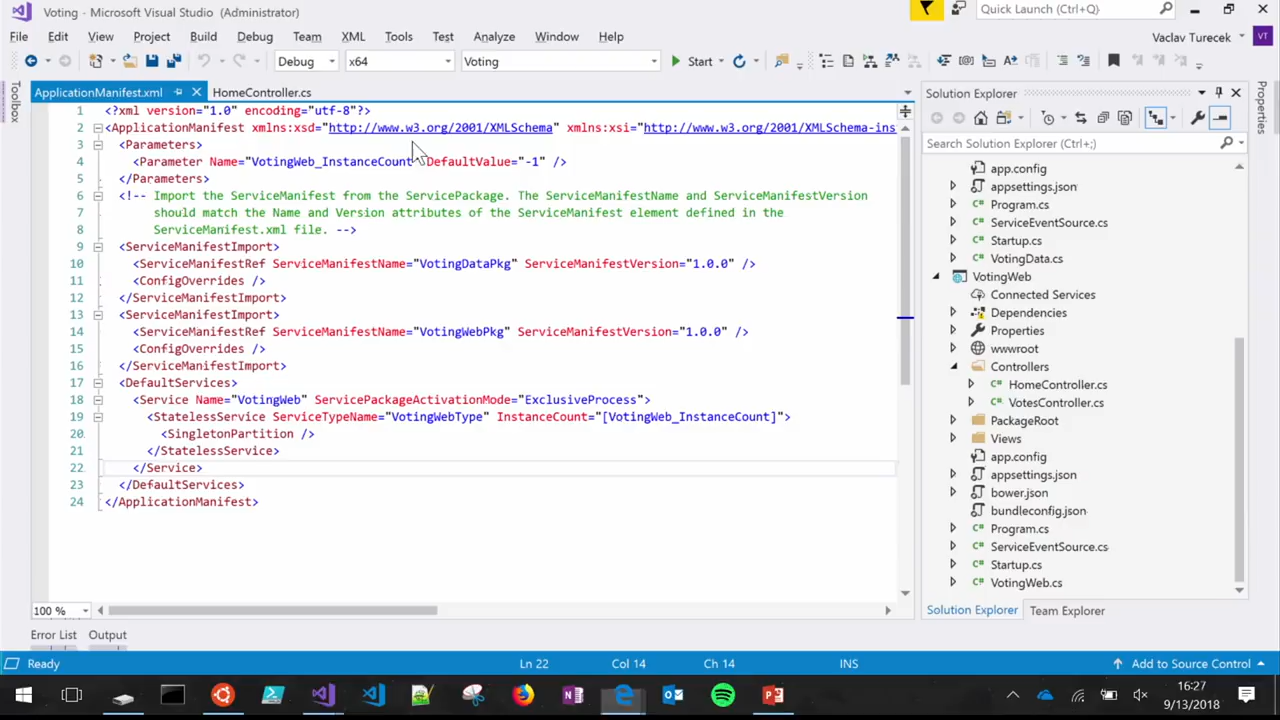 Voting - Microsoft Visual Studio (Administrator)
Quick Launch (Ctrl+Q)
File Edit View Project Build Debug Team XML Tools Test Analyze Window Help
Vaclav Turecek VT
Debug x64 Voting Start
Toolbox
ApplicationManifest.xml HomeController.cs
1 <?xml version="1.0" encoding="utf-8"?>
2 <ApplicationManifest xmlns:xsd="http://www.w3.org/2001/XMLSchema" xmlns:xsi="http://www.w3.org/2001/XMLSchema-ins
3 <Parameters>
4 <Parameter Name="VotingWeb_InstanceCount" DefaultValue="-1" />
5 </Parameters>
6 <!-- Import the ServiceManifest from the ServicePackage. The ServiceManifestName and ServiceManifestVersion
7 should match the Name and Version attributes of the ServiceManifest element defined in the
8 ServiceManifest.xml file. -->
9 <ServiceManifestImport>
10 <ServiceManifestRef ServiceManifestName="VotingDataPkg" ServiceManifestVersion="1.0.0" />
11 <ConfigOverrides />
12 </ServiceManifestImport>
13 <ServiceManifestImport>
14 <ServiceManifestRef ServiceManifestName="VotingWebPkg" ServiceManifestVersion="1.0.0" />
15 <ConfigOverrides />
16 </ServiceManifestImport>
17 <DefaultServices>
18 <Service Name="VotingWeb" ServicePackageActivationMode="ExclusiveProcess">
19 <StatelessService ServiceTypeName="VotingWebType" InstanceCount="[VotingWeb_InstanceCount]">
20 <SingletonPartition />
21 </StatelessService>
22 </Service>
23 </DefaultServices>
24 </ApplicationManifest>
100 %
Solution Explorer
Search Solution Explorer (Ctrl+;)
app.config
appsettings.json
C# Program.cs
C# ServiceEventSource.cs
C# Startup.cs
C# VotingData.cs
VotingWeb
Connected Services
Dependencies
Properties
wwwroot
Controllers
C# HomeController.cs
C# VotesController.cs
PackageRoot
Views
app.config
appsettings.json
bower.json
bundleconfig.json
C# Program.cs
C# ServiceEventSource.cs
C# Startup.cs
C# VotingWeb.cs
Solution Explorer Team Explorer
Properties
Error List Output
Ready Ln 22 Col 14 Ch 14 INS Add to Source Control
16:27
9/13/2018